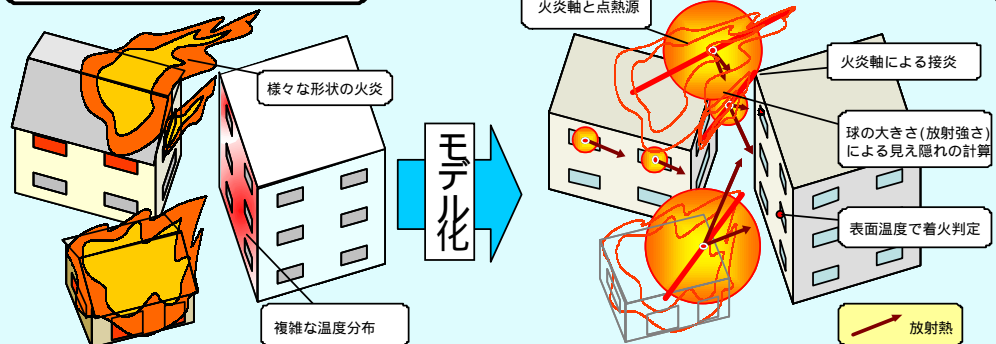 火炎軸と点熱源
様々な形状の火炎
火炎軸による接炎
球の大きさ(放射強さ)
による見え隠れの計算
モデル化
表面温度で着火判定
複雑な温度分布
放射熱